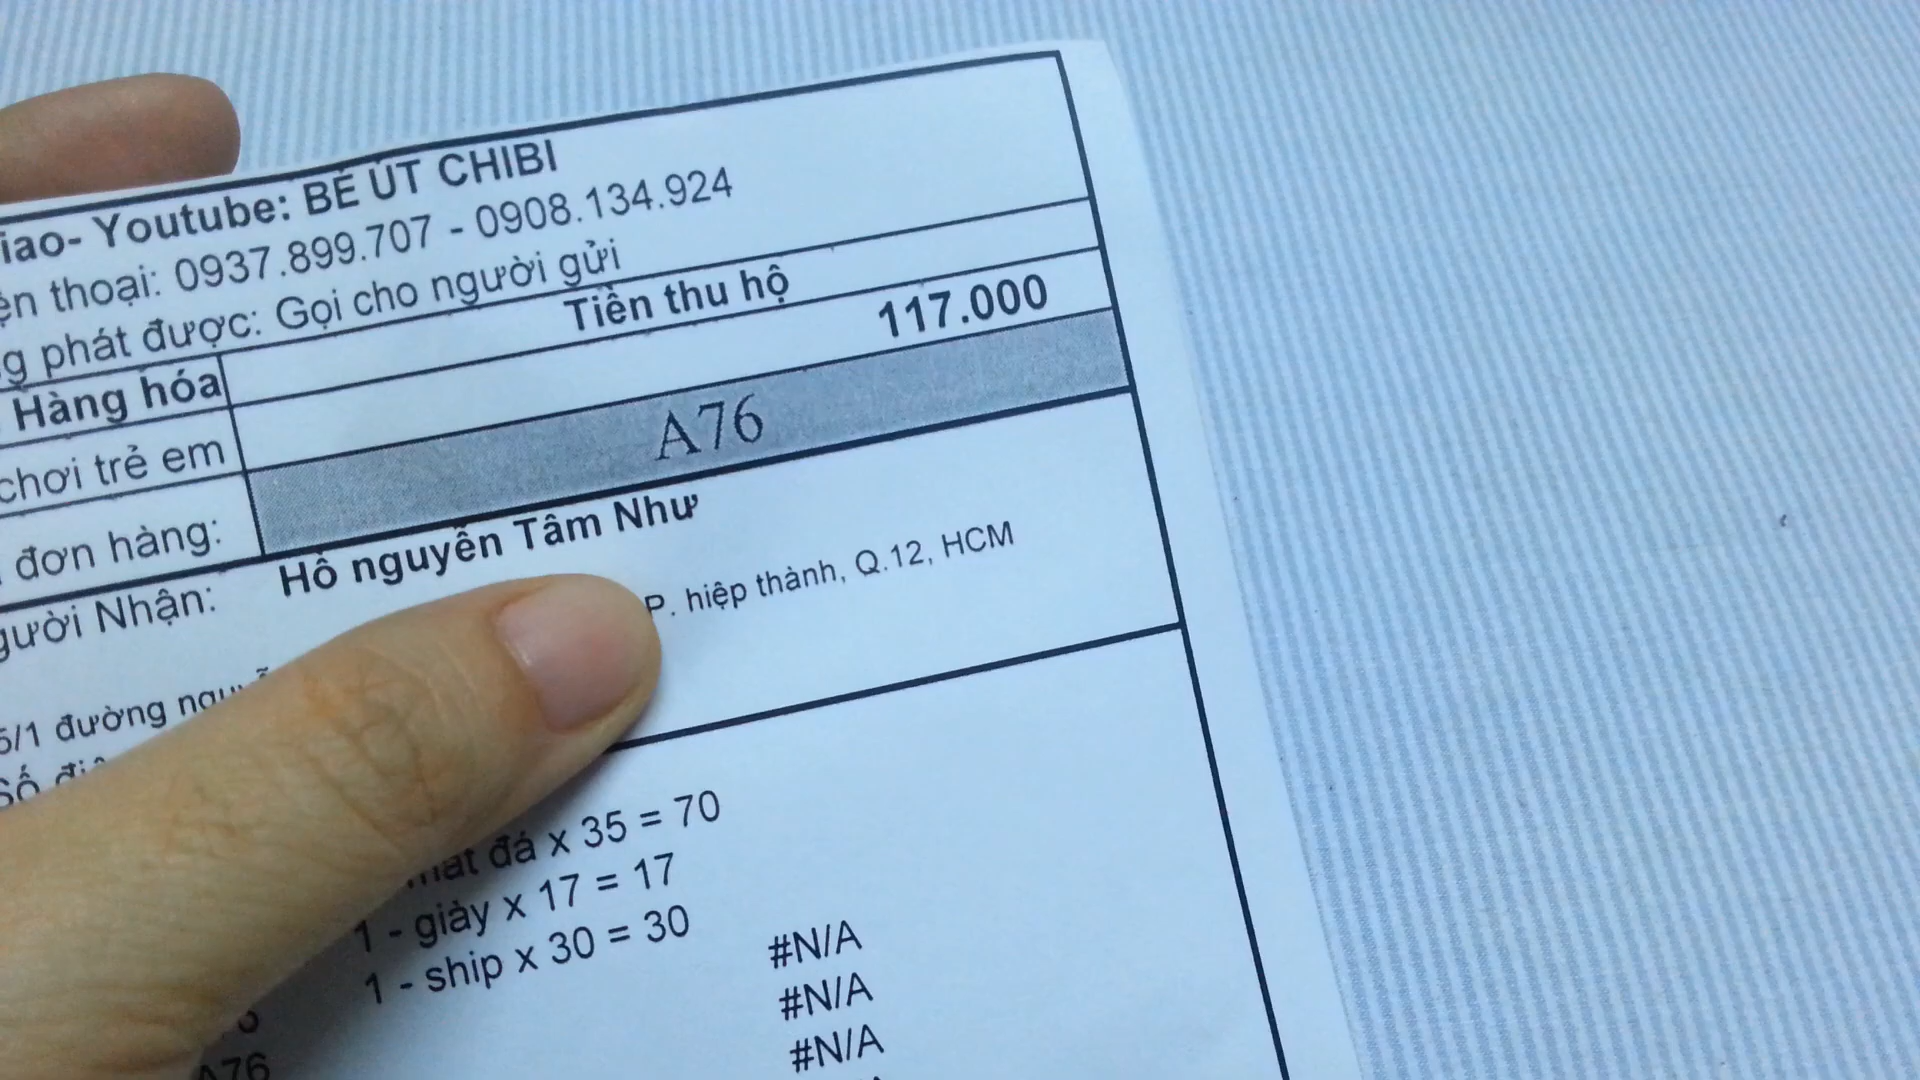 iao- Youtube: BÉ ÚT CHIBI
ện thoại: 0937.899.707 - 0908.134.924
g phát được: Gọi cho người gửi
Hàng hóa Tiền thu hộ
chơi trẻ em 117.000
đơn hàng: A76
gười Nhận: Hồ nguyễn Tâm Như
5/1 đường P. hiệp thành, Q.12, HCM
Số
đá x 35 = 70
1 - giày x 17 = 17
1 - ship x 30 = 30
#N/A
#N/A
A76 #N/A